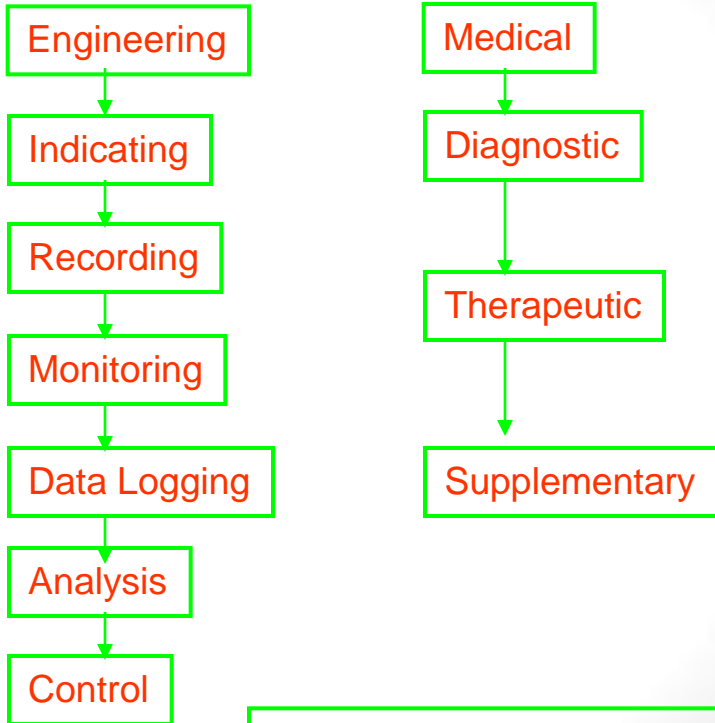 Engineering
Indicating
Recording
Monitoring
Data Logging
Analysis
Control
Medical
Diagnostic
Therapeutic
Supplementary